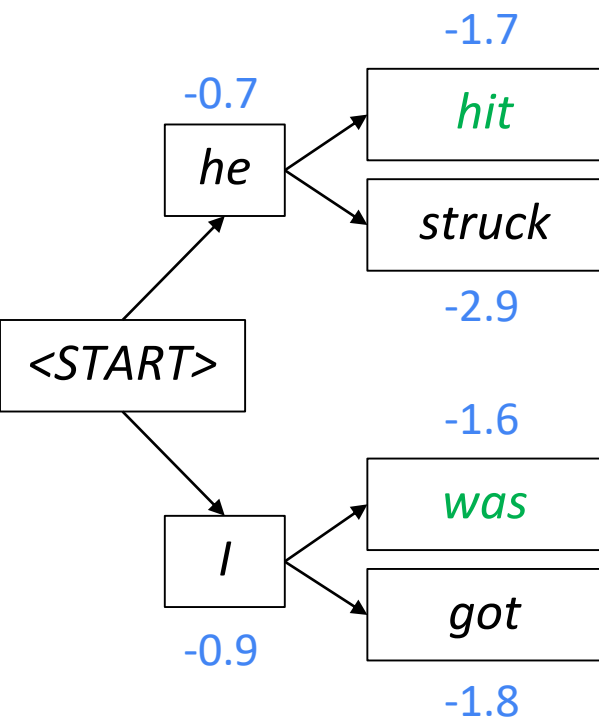 -1.7
-0.7
hit
he
struck
-2.9
<START>
-1.6
was
I
got
-0.9
-1.8